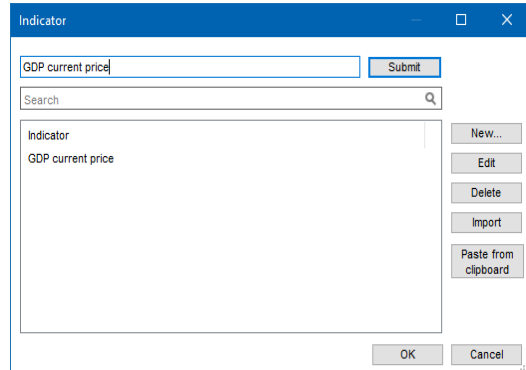 Indicator
GDP current price
Submit
Search
Indicator
GDP current price
New...
Edit
Delete
Import
Paste from
clipboard
OK
Cancel